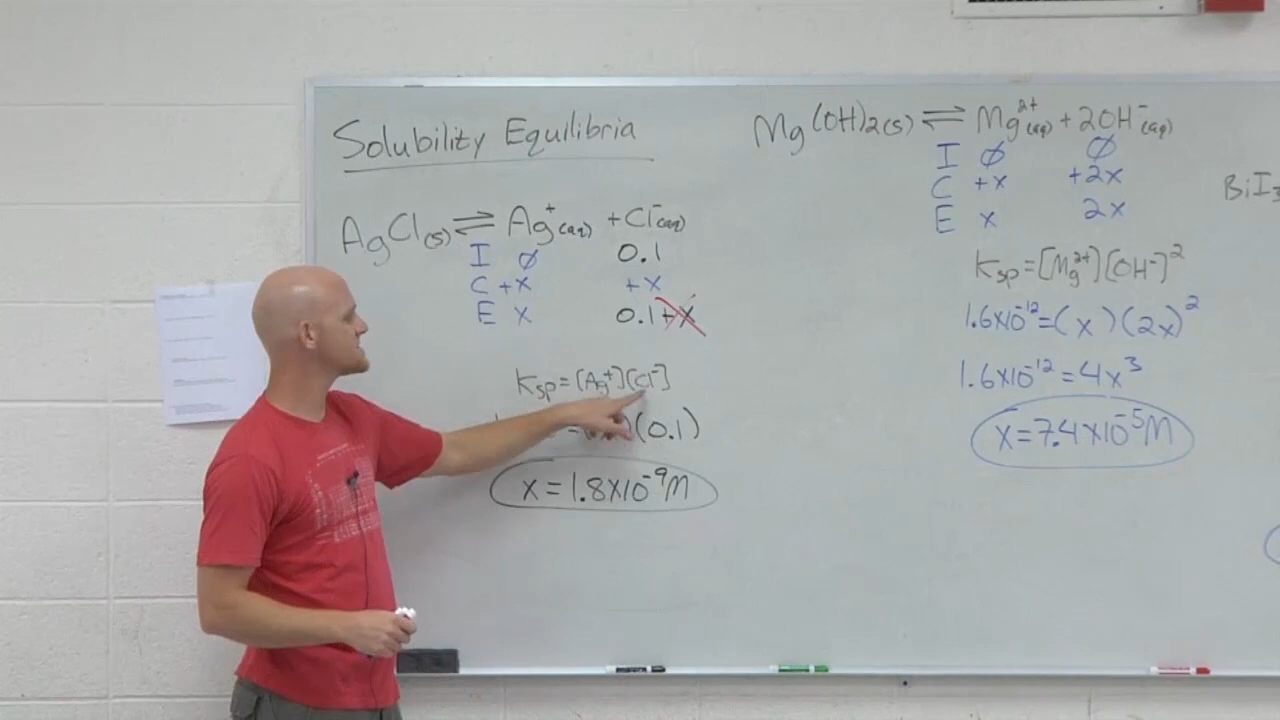 Solubility Equilibria
AgCl(s) ⇌ Ag⁺(aq) + Cl⁻(aq)
I ∅ 0.1
C +x +x
E x 0.1+x
Ksp=[Ag⁺][Cl⁻]
(0.1)
x=1.8x10⁻⁹M
Mg(OH)2(s) ⇌ Mg²⁺(aq) + 2OH⁻(aq)
I ∅ ∅
C +x +2x
E x 2x
Ksp=[Mg²⁺][OH⁻]²
1.6x10⁻¹²=(x)(2x)²
1.6x10⁻¹²=4x³
x=7.4x10⁻⁵M
BiI3